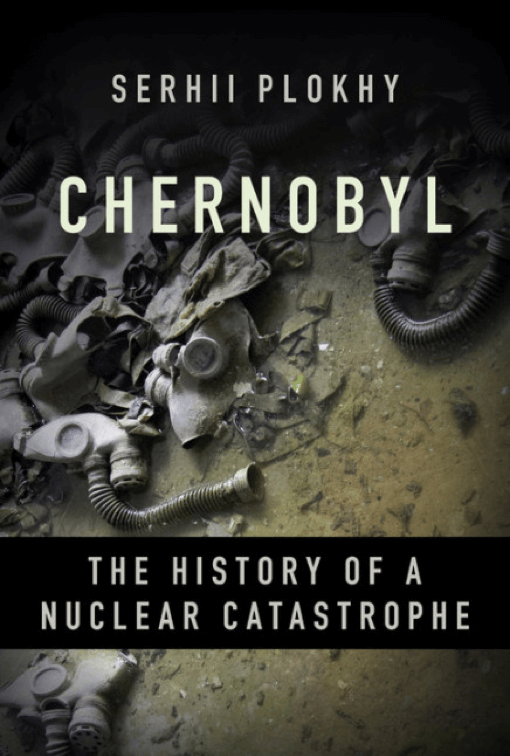 SERHII PLOKHY
CHERNOBYL
THE HISTORY OF A
NUCLEAR CATASTROPHE